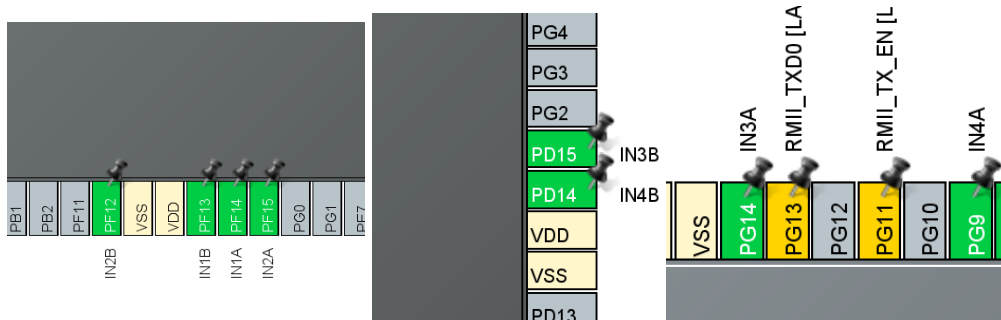 PB1
PB2
PF11
PF12
VSS
VDD
PF13
PF14
PF15
PG0
PG1
PF7
IN2B
IN1B
IN1A
IN2A
PG4
PG3
PG2
PD15
IN3B
PD14
IN4B
VDD
VSS
PD13
IN3A
RMII_TXD0 [LA
RMII_TX_EN [L
IN4A
VSS
PG14
PG13
PG12
PG11
PG10
PG9